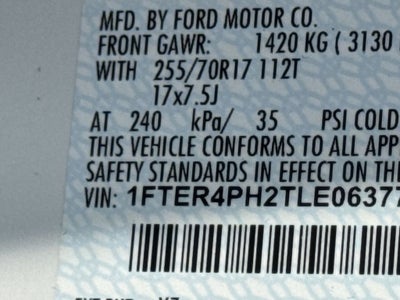 MFD. BY FORD MOTOR CO.
FRONT GAWR: 1420 KG ( 3130
WITH 255/70R17 112T
17x7.5J
AT 240 kPa/ 35 PSI COLD
THIS VEHICLE CONFORMS TO ALL APP
SAFETY STANDARDS IN EFFECT ON THE
VIN: 1FTER4PH2TLE06377